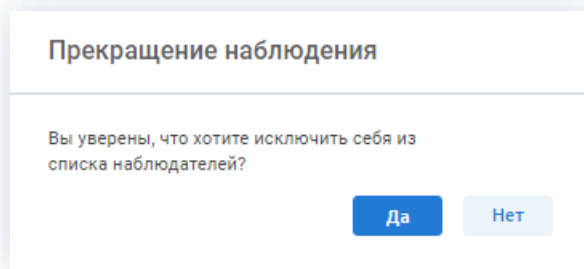 Прекращение наблюдения
Вы уверены, что хотите исключить себя из
списка наблюдателей?
Да Нет